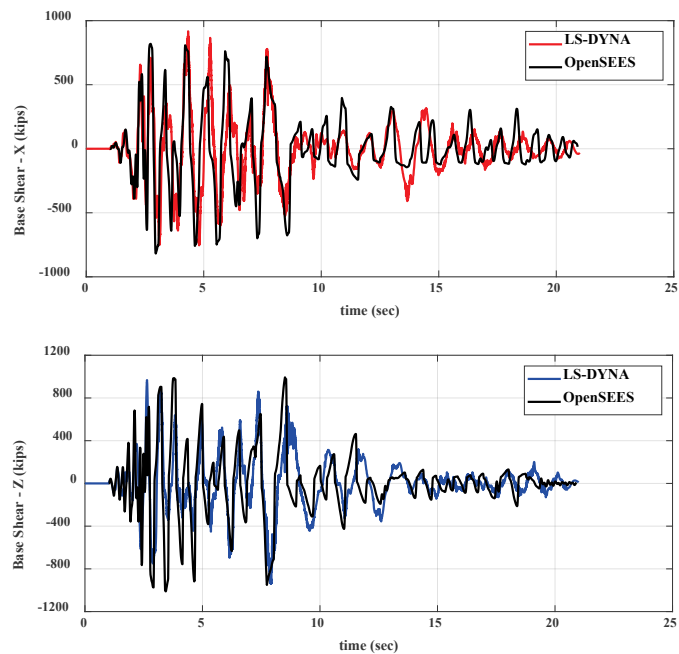 1000
LS-DYNA
OpenSEES
500
0
-500
-1000
Base Shear - X (kips)
0 5 10 15 20 25
time (sec)
1200
LS-DYNA
OpenSEES
800
400
0
-400
-800
-1200
Base Shear - Z (kips)
0 5 10 15 20 25
time (sec)